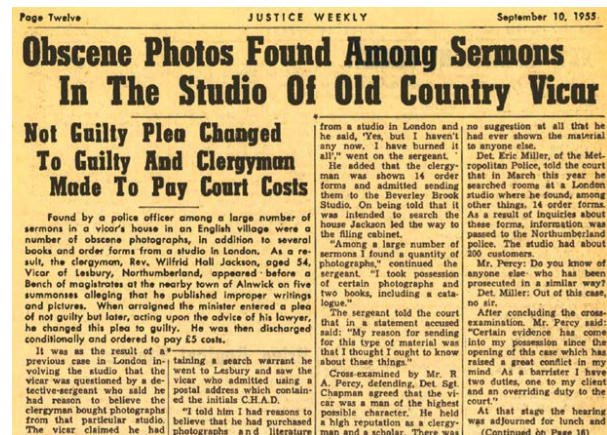 Page Twelve JUSTICE WEEKLY September 10, 1955
Obscene Photos Found Among Sermons
In The Studio Of Old Country Vicar
Not Guilty Plea Changed
To Guilty And Clergyman
Made To Pay Court Costs
Found by a police officer among a large number of
sermons in a vicar's house in an English village were a
number of obscene photographs, in addition to several
books and order forms from a studio in London. As a re-
sult, the clergyman, Rev. Wilfrid Hall Jackson, aged 54,
Vicar of Lesbury, Northumberland, appeared before a
Bench of magistrates at the nearby town of Alnwick on five
summonses alleging that he published improper writings
and pictures. When arraigned the minister entered a plea
of not guilty but later, acting upon the advice of his lawyer,
he changed this plea to guilty. He was then discharged
conditionally and ordered to pay £5 costs.
It was as the result of a
previous case in London in-
volving the studio that the
vicar was questioned by a de-
tective-sergeant who said he
had reason to believe the
clergyman bought photographs
from that particular studio.
The vicar claimed he had
taining a search warrant he
went to Lesbury and saw the
vicar who admitted using a
postal address which contain-
ed the initials C.H.A.D.
"I told him I had reasons to
believe that he had purchased
photographs and literature
from a studio in London and
he said, 'Yes, but I haven't
any now. I have burned it
all'," went on the sergeant.
He added that the clergy-
man was shown 14 order
forms and admitted sending
them to the Beverley Brook
Studio. On being told that it
was intended to search the
house Jackson led the way to
the filing cabinet.
"Among a large number of
sermons I found a quantity of
photographs," continued the
sergeant. "I took possession
of certain photographs and
two books, including a cata-
logue."
The sergeant told the court
that in a statement accused
said: "My reason for sending
for this type of material was
that I thought I ought to know
about these things."
Cross-examined by Mr. R
A. Percy, defending, Det. Sgt.
Chapman agreed that the vi-
car was a man of the highest
possible character. He held
a high reputation as a clergy-
man and a scholar. There was
no suggestion at all that he
had ever shown the material
to anyone else.
Det. Eric Miller, of the Met-
ropolitan Police, told the court
that in March this year he
searched rooms at a London
studio where he found, among
other things, 14 order forms.
As a result of inquiries about
these forms, information was
passed to the Northumberland
police. The studio had about
200 customers.
Mr. Percy: Do you know of
anyone else who has been
prosecuted in a similar way?
Det. Miller: Out of this case,
no sir.
After concluding the cross-
examination, Mr. Percy said
"Certain evidence has come
into my possession since the
opening of this case which has
raised a great conflict in my
mind. As a barrister I have
two duties, one to my client
and an overriding duty to the
court."
At that stage the hearing
was adjourned for lunch and
(Continued on Page 16)